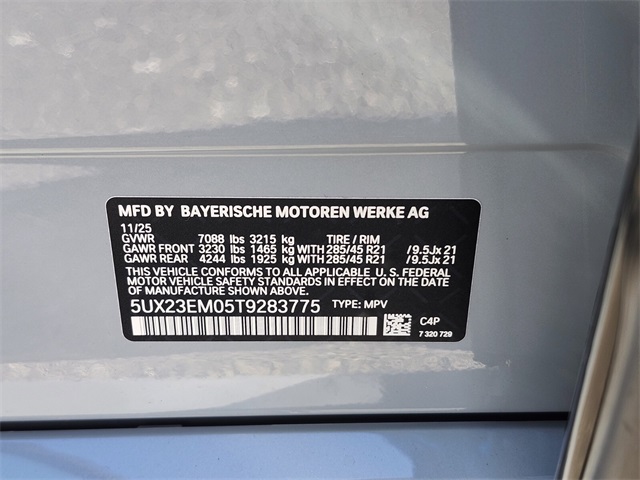 MFD BY BAYERISCHE MOTOREN WERKE AG
11/25
GVWR 7088 lbs 3215 kg TIRE / RIM
GAWR FRONT 3230 lbs 1465 kg WITH 285/45 R21 /9.5Jx 21
GAWR REAR 4244 lbs 1925 kg WITH 285/45 R21 /9.5Jx 21
THIS VEHICLE CONFORMS TO ALL APPLICABLE U. S. FEDERAL
MOTOR VEHICLE SAFETY STANDARDS IN EFFECT ON THE
DATE OF MANUFACTURE SHOWN ABOVE.
5UX23EM05T9283775 TYPE: MPV
C4P
7 320 729